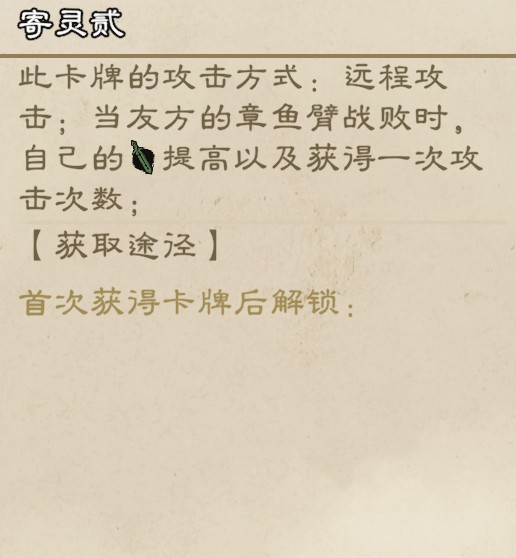 寄灵贰
此卡牌的攻击方式：远程攻
击；当友方的章鱼臂战败时，
自己的提高以及获得一次攻
击次数；
【获取途径】
首次获得卡牌后解锁：